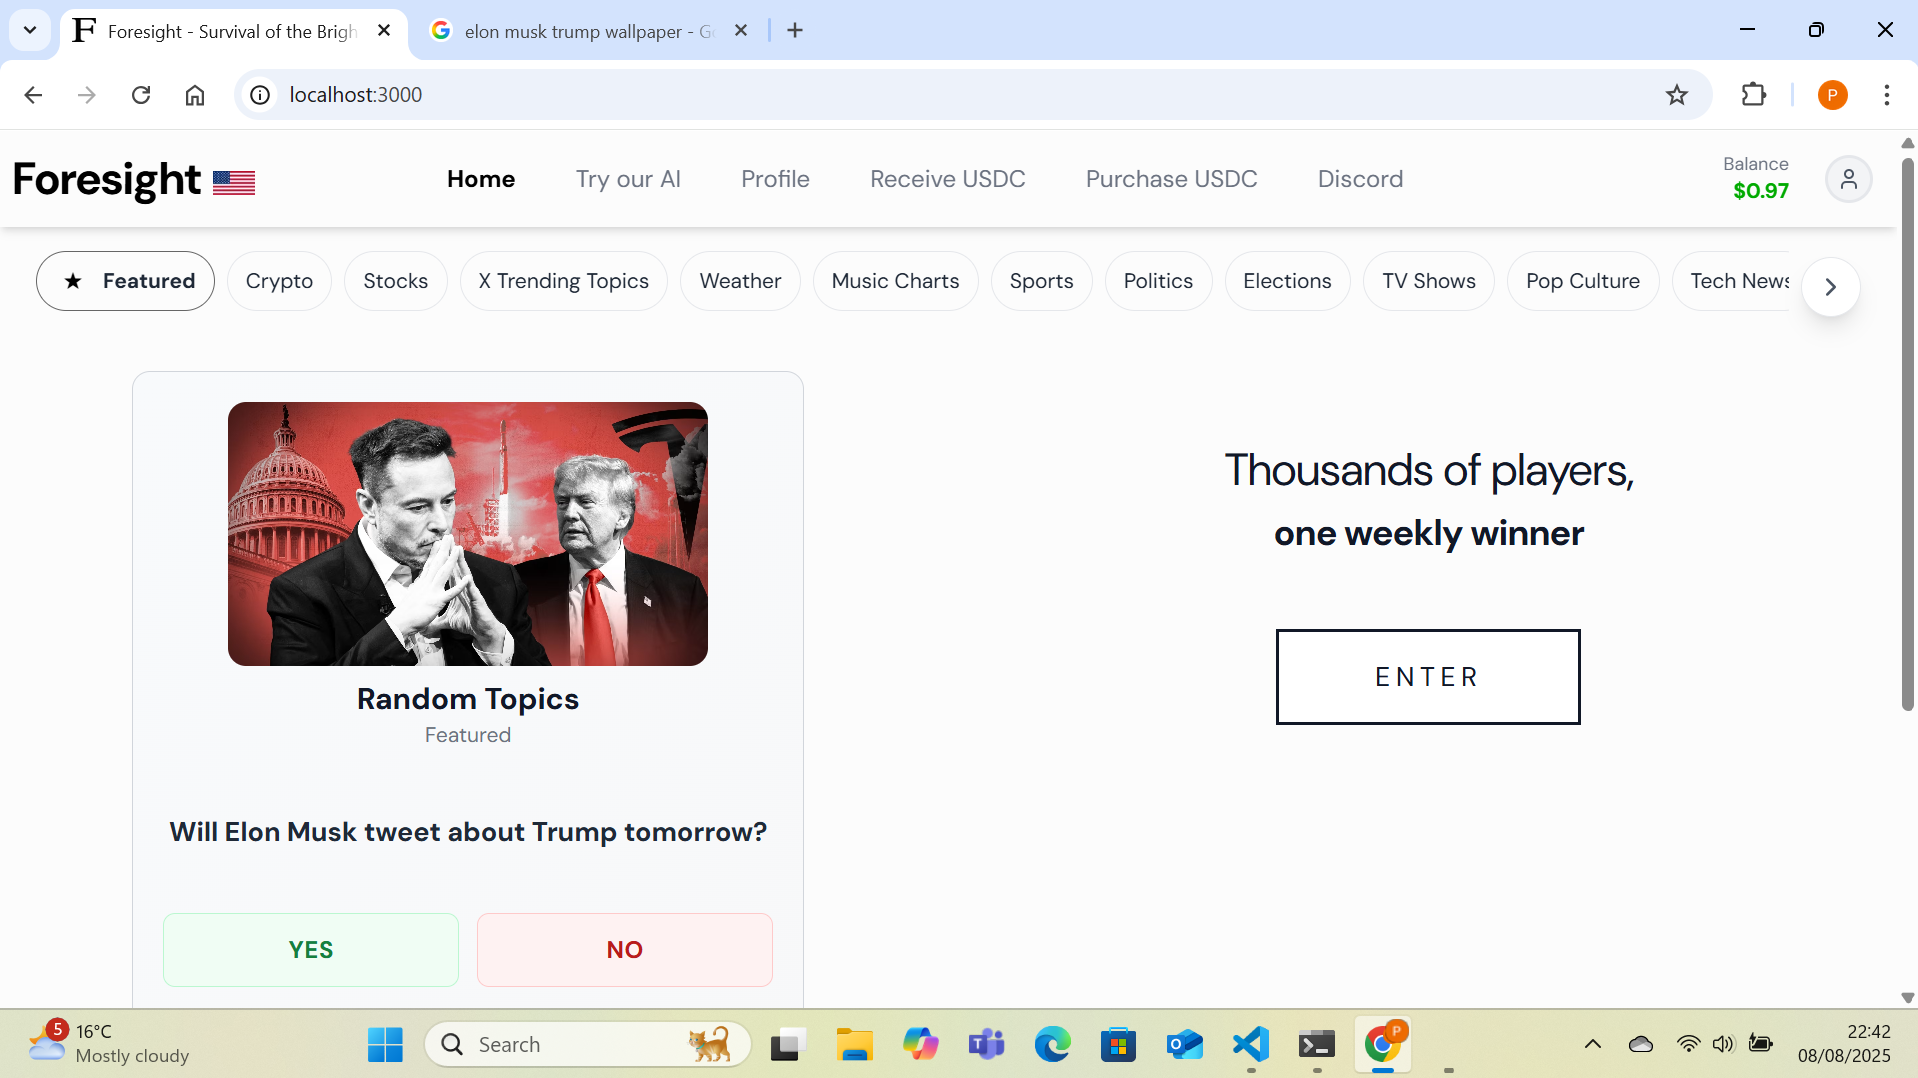 Foresight - Survival of the Brigh
elon musk trump wallpaper - Go
localhost:3000
P
Foresight
Home
Try our AI
Profile
Receive USDC
Purchase USDC
Discord
Balance
$0.97
★ Featured
Crypto
Stocks
X Trending Topics
Weather
Music Charts
Sports
Politics
Elections
TV Shows
Pop Culture
Tech News
Thousands of players,
one weekly winner
ENTER
Random Topics
Featured
Will Elon Musk tweet about Trump tomorrow?
YES
NO
5
16°C
Mostly cloudy
Search
P
22:42
08/08/2025